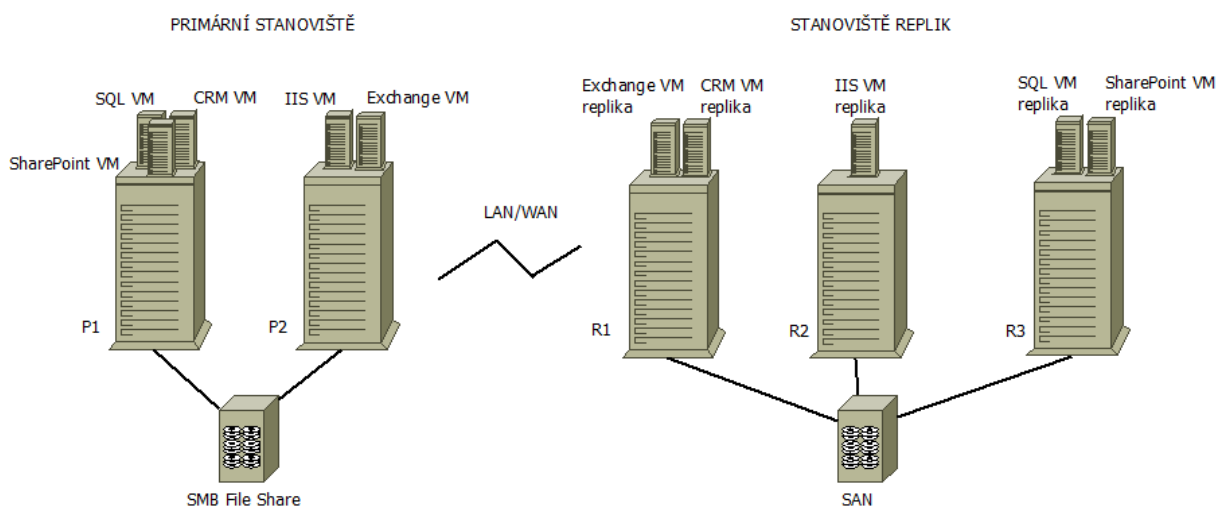 PRIMÁRNÍ STANOVIŠTĚ
STANOVIŠTĚ REPLIK
SQL VM
CRM VM
IIS VM
Exchange VM
SharePoint VM
Exchange VM
replika
CRM VM
replika
IIS VM
replika
SQL VM
replika
SharePoint VM
replika
LAN/WAN
P1
P2
R1
R2
R3
SMB File Share
SAN